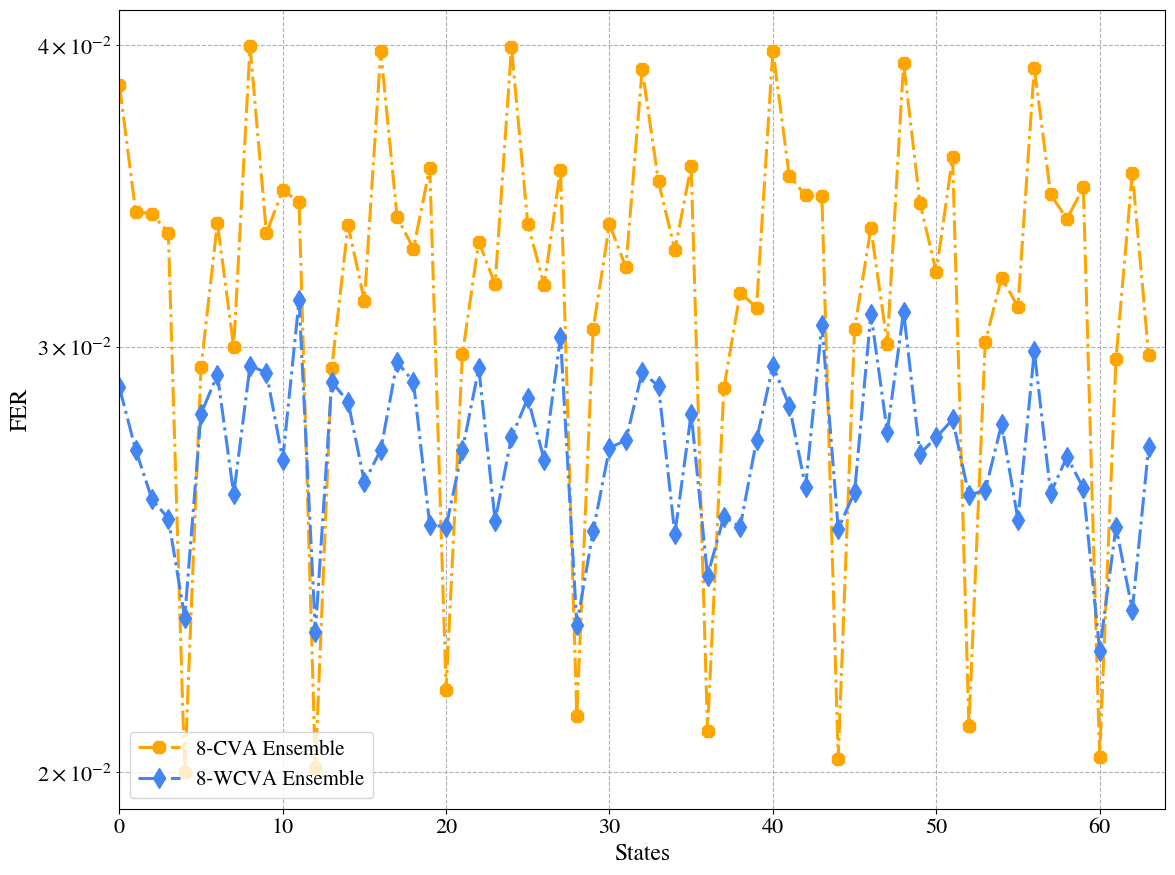 4×10⁻²
3×10⁻²
2×10⁻²
FER
8-CVA Ensemble
8-WCVA Ensemble
0 10 20 30 40 50 60
States